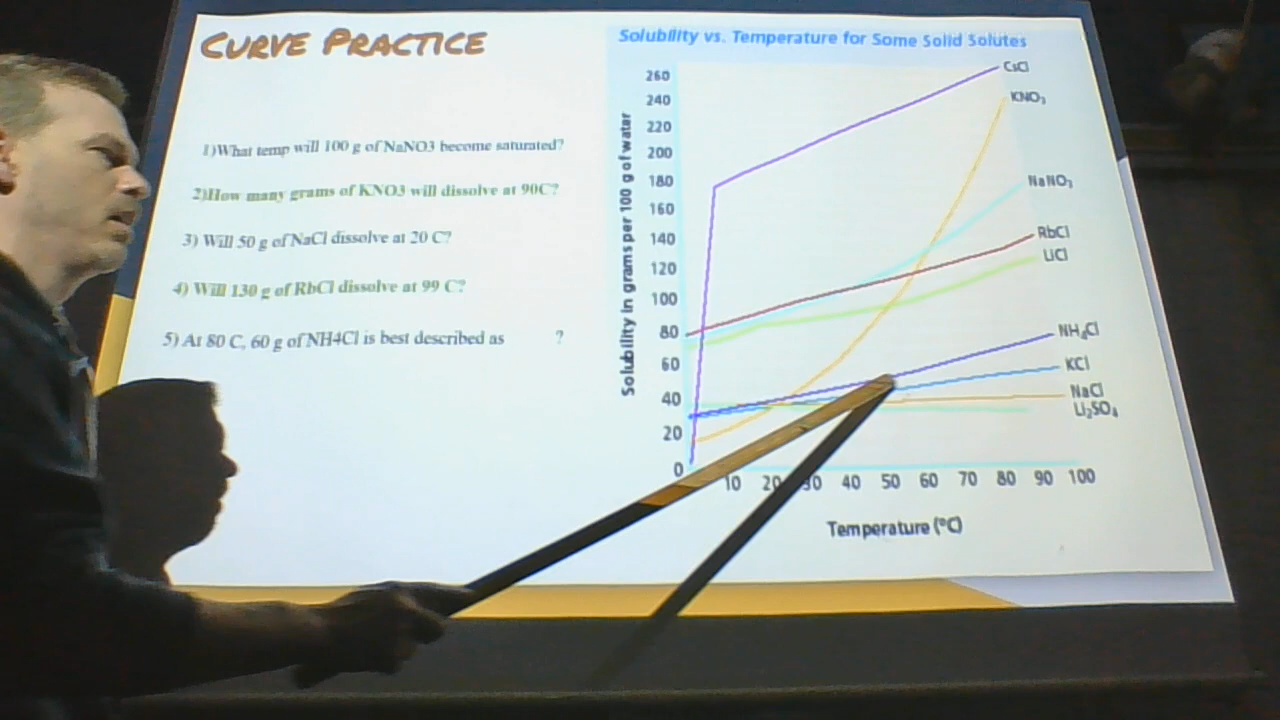 CURVE PRACTICE
1)What temp will 100 g of NaNO3 become saturated?
2)How many grams of KNO3 will dissolve at 90C?
3) Will 50 g of NaCl dissolve at 20 C?
4) Will 130 g of RbCl dissolve at 99 C?
5) At 80 C, 60 g of NH4Cl is best described as ?
Solubility vs. Temperature for Some Solid Solutes
Solubility in grams per 100 g of water
260
240
220
200
180
160
140
120
100
80
60
40
20
0
CsCl
KNO₃
NaNO₃
RbCl
LiCl
NH₄Cl
KCl
NaCl
Li₂SO₄
10 20 30 40 50 60 70 80 90 100
Temperature (°C)